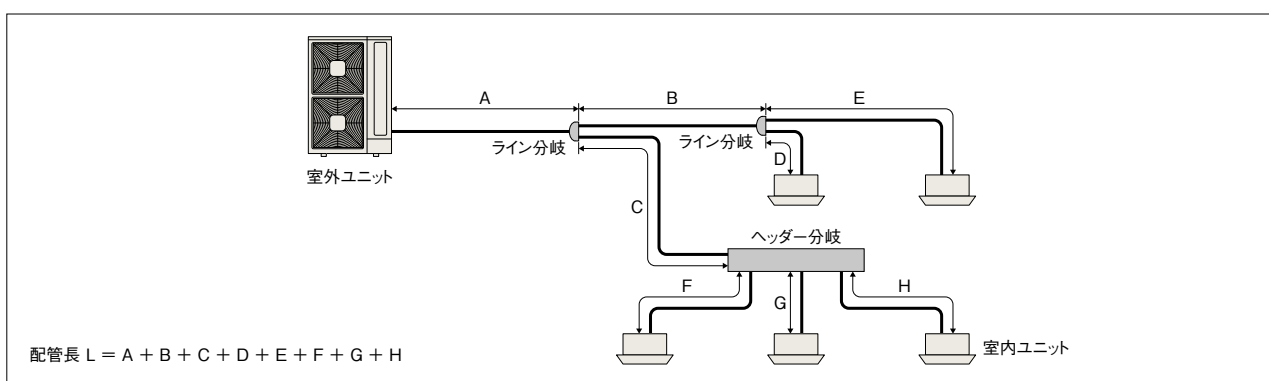 A
B
E
ライン分岐
ライン分岐
D
室外ユニット
C
ヘッダー分岐
F
G
H
室内ユニット
配管長 L = A + B + C + D + E + F + G + H